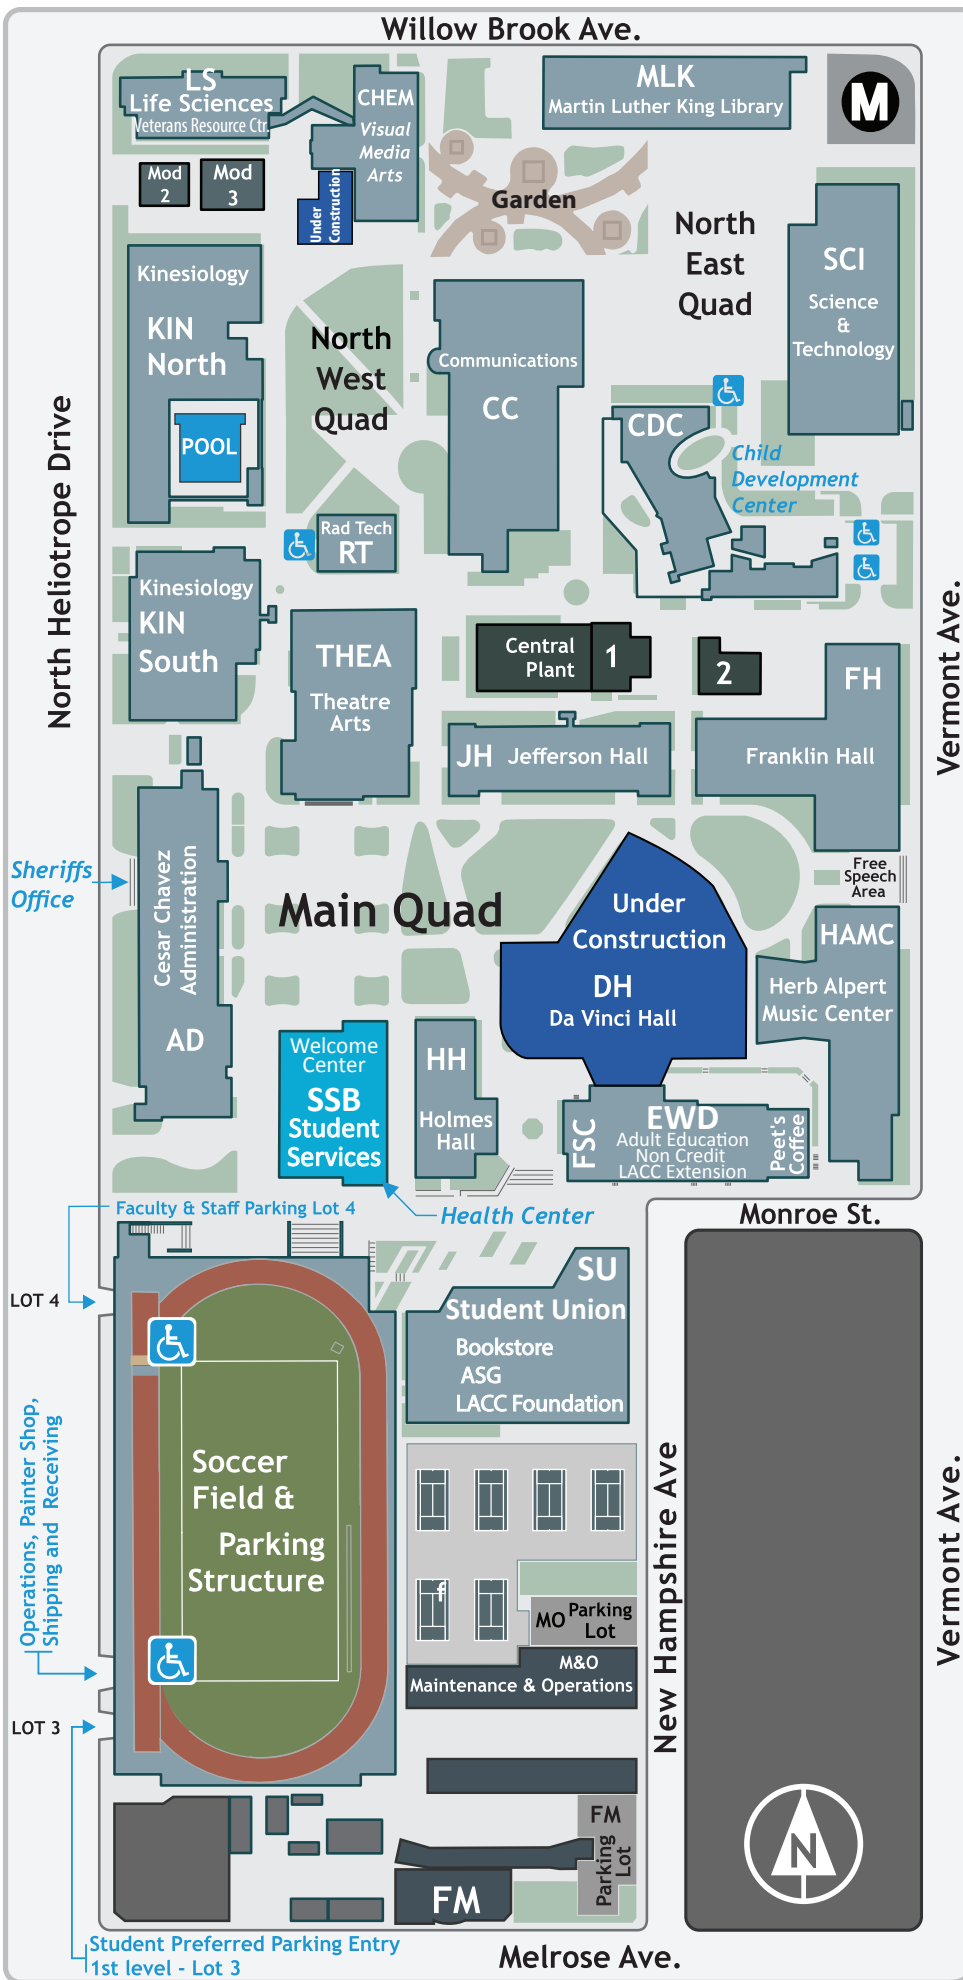 Willow Brook Ave.
LS
Life Sciences
Veterans Resource Ctr.
CHEM
Visual
Media
Arts
MLK
Martin Luther King Library
M
Mod
2
Mod
3
Under
Construction
Garden
North
East
Quad
SCI
Science
&
Technology
Kinesiology
KIN
North
POOL
North
West
Quad
Communications
CC
CDC
Child
Development
Center
North Heliotrope Drive
Rad Tech
RT
Kinesiology
KIN
South
THEA
Theatre
Arts
Central
Plant
1
2
FH
Franklin Hall
JH Jefferson Hall
Vermont Ave.
Sheriffs
Office
Cesar Chavez
Administration
AD
Main Quad
Under
Construction
DH
Da Vinci Hall
Free
Speech
Area
HAMC
Herb Alpert
Music Center
Welcome
Center
SSB
Student
Services
HH
Holmes
Hall
FSC
EWD
Adult Education
Non Credit
LACC Extension
Peet's
Coffee
Health Center
Monroe St.
Faculty & Staff Parking Lot 4
LOT 4
SU
Student Union
Bookstore
ASG
LACC Foundation
Operations, Painter Shop,
Shipping and Receiving
Soccer
Field &
Parking
Structure
f
MO Parking
Lot
M&O
Maintenance & Operations
New Hampshire Ave
Vermont Ave.
LOT 3
FM
Parking
Lot
FM
N
Student Preferred Parking Entry
1st level - Lot 3
Melrose Ave.